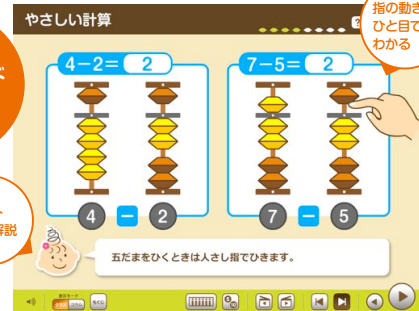 やさしい計算
指の動き
ひと目で
わかる
4-2= 2
7-5= 2
4 - 2
7 - 5
解説
五だまをひくときは人さし指でひきます。